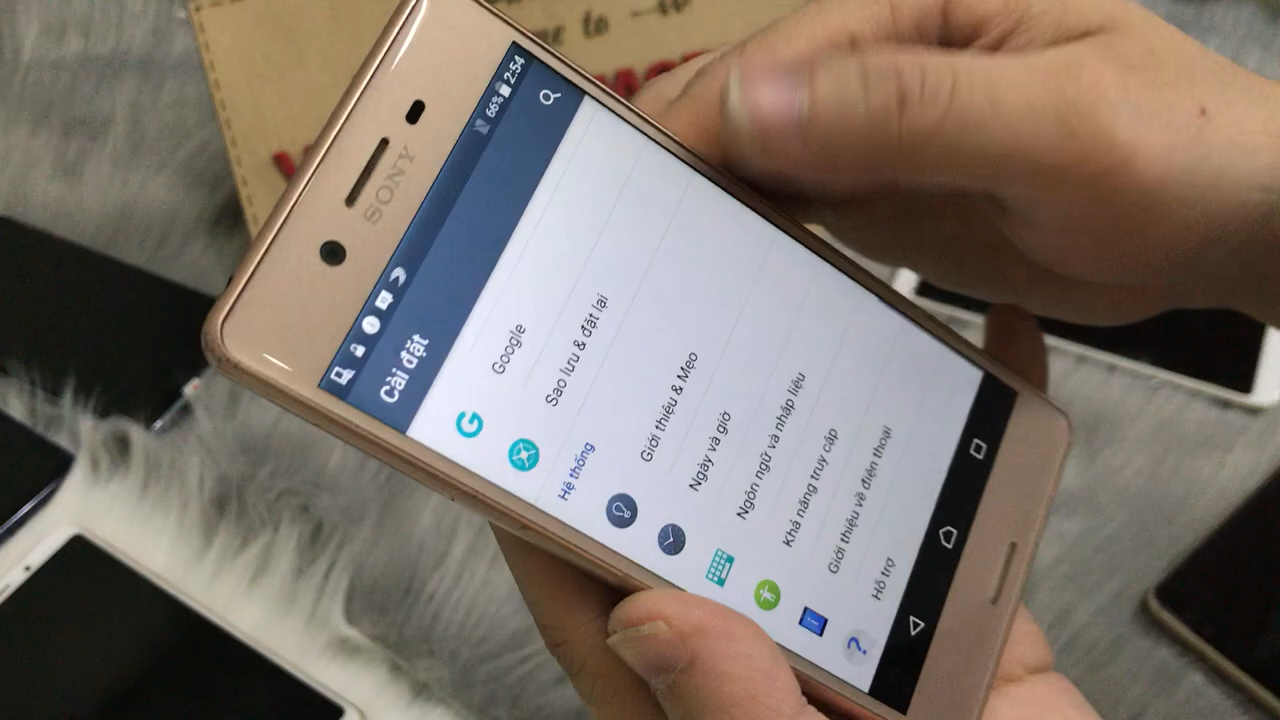 to
SONY
66% 2:54
Cài đặt
Google
Sao lưu & đặt lại
Hệ thống
Giới thiệu & Mẹo
Ngày và giờ
Ngôn ngữ và nhập liệu
Khả năng truy cập
Giới thiệu về điện thoại
Hỗ trợ